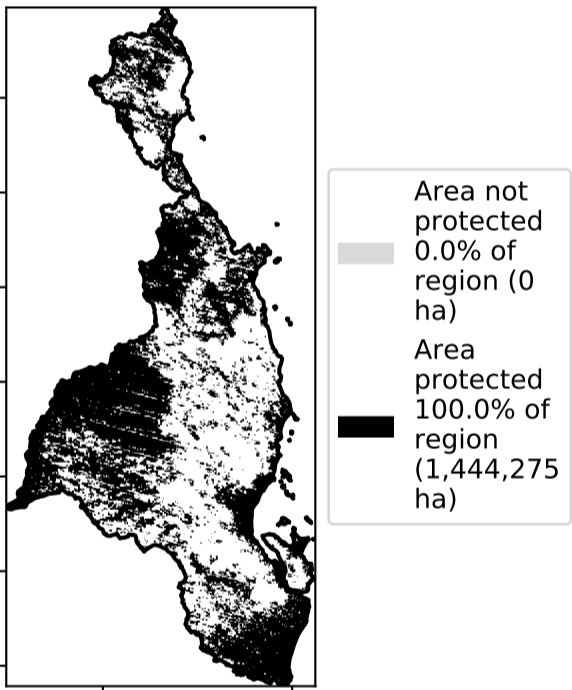 Area not
protected
0.0% of
region (0
ha)
Area
protected
100.0% of
region
(1,444,275
ha)